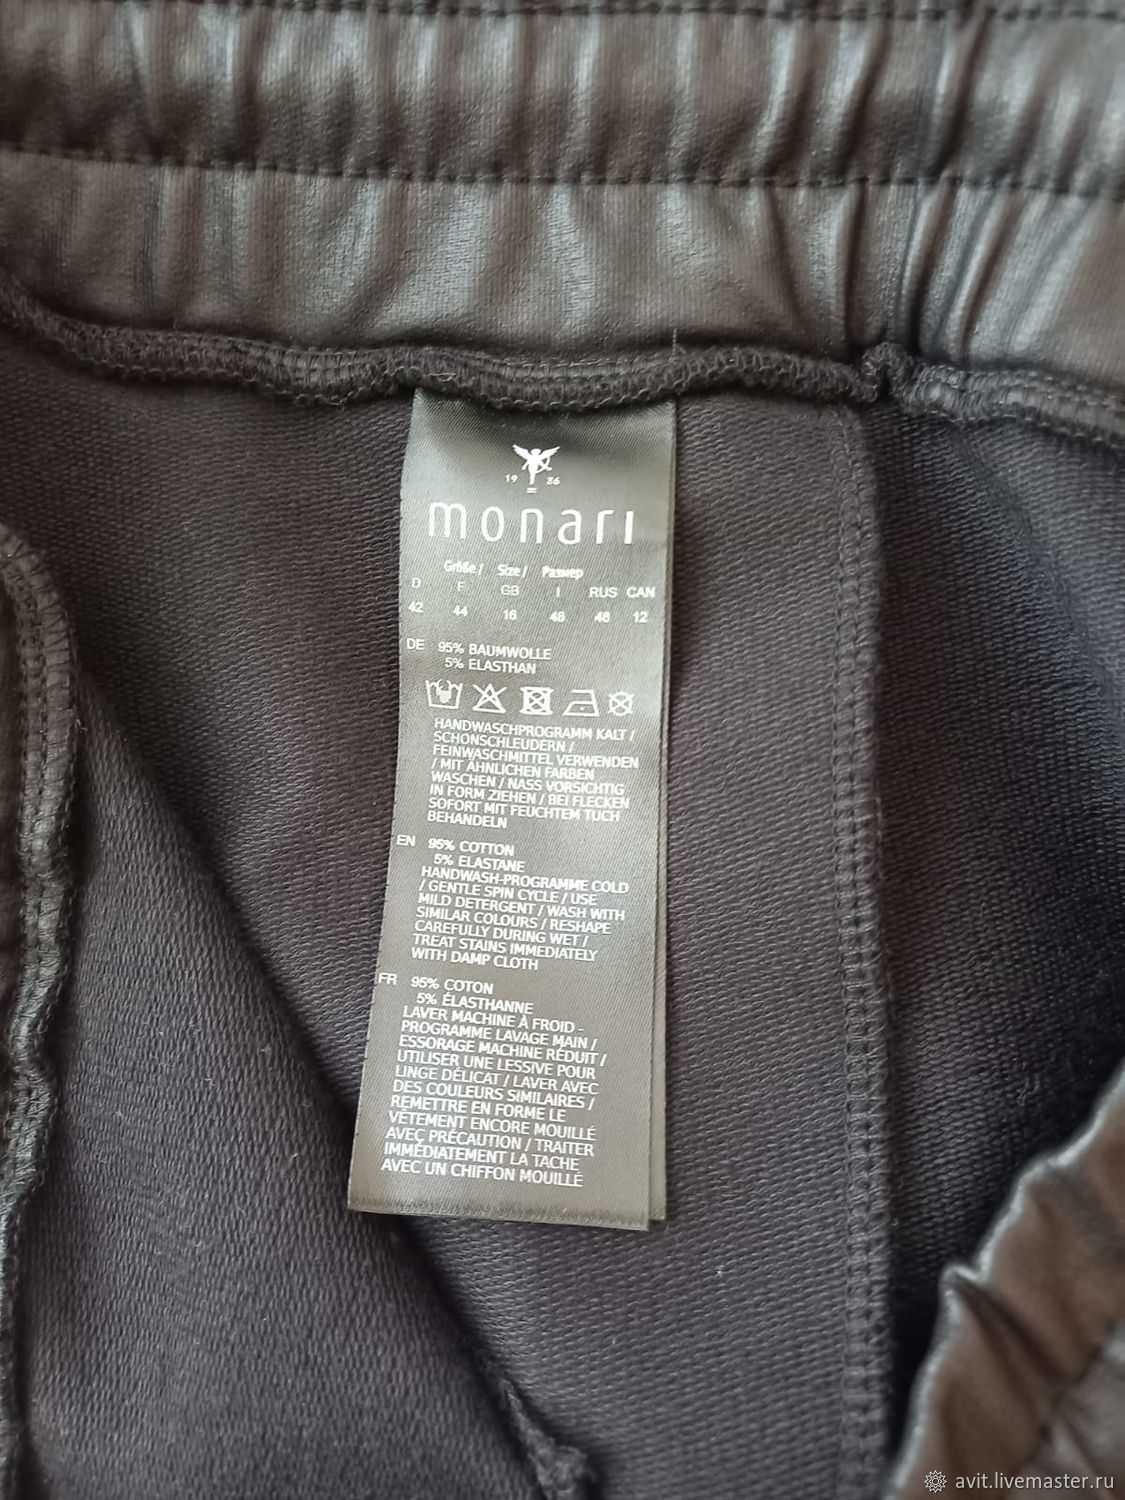 19 86
monari
Größe / Size / Размер
D F GB I RUS CAN
42 44 16 48 48 12
DE 95% BAUMWOLLE
5% ELASTHAN
HANDWASCHPROGRAMM KALT /
SCHONSCHLEUDERN /
FEINWASCHMITTEL VERWENDEN
/ MIT ÄHNLICHEN FARBEN
WASCHEN / NASS VORSICHTIG
IN FORM ZIEHEN / BEI FLECKEN
SOFORT MIT FEUCHTEM TUCH
BEHANDELN
EN 95% COTTON
5% ELASTANE
HANDWASH-PROGRAMME COLD
/ GENTLE SPIN CYCLE / USE
MILD DETERGENT / WASH WITH
SIMILAR COLOURS / RESHAPE
CAREFULLY DURING WET /
TREAT STAINS IMMEDIATELY
WITH DAMP CLOTH
FR 95% COTON
5% ÉLASTHANNE
LAVER MACHINE À FROID -
PROGRAMME LAVAGE MAIN /
ESSORAGE MACHINE RÉDUIT /
UTILISER UNE LESSIVE POUR
LINGE DÉLICAT / LAVER AVEC
DES COULEURS SIMILAIRES /
REMETTRE EN FORME LE
VÊTEMENT ENCORE MOUILLÉ
AVEC PRÉCAUTION / TRAITER
IMMÉDIATEMENT LA TACHE
AVEC UN CHIFFON MOUILLÉ
avit.livemaster.ru